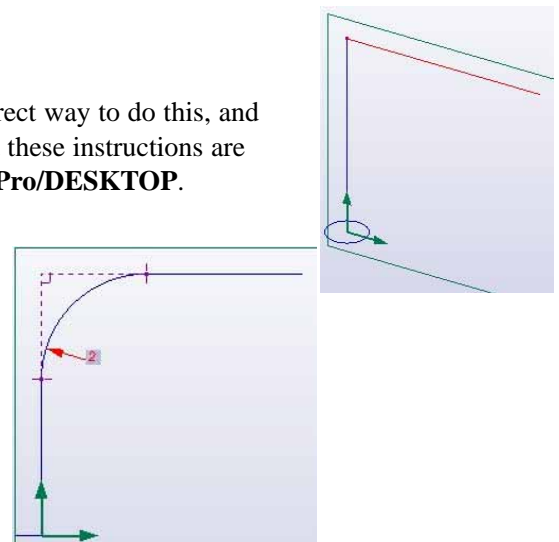 rect way to do this, and
these instructions are
Pro/DESKTOP.
2